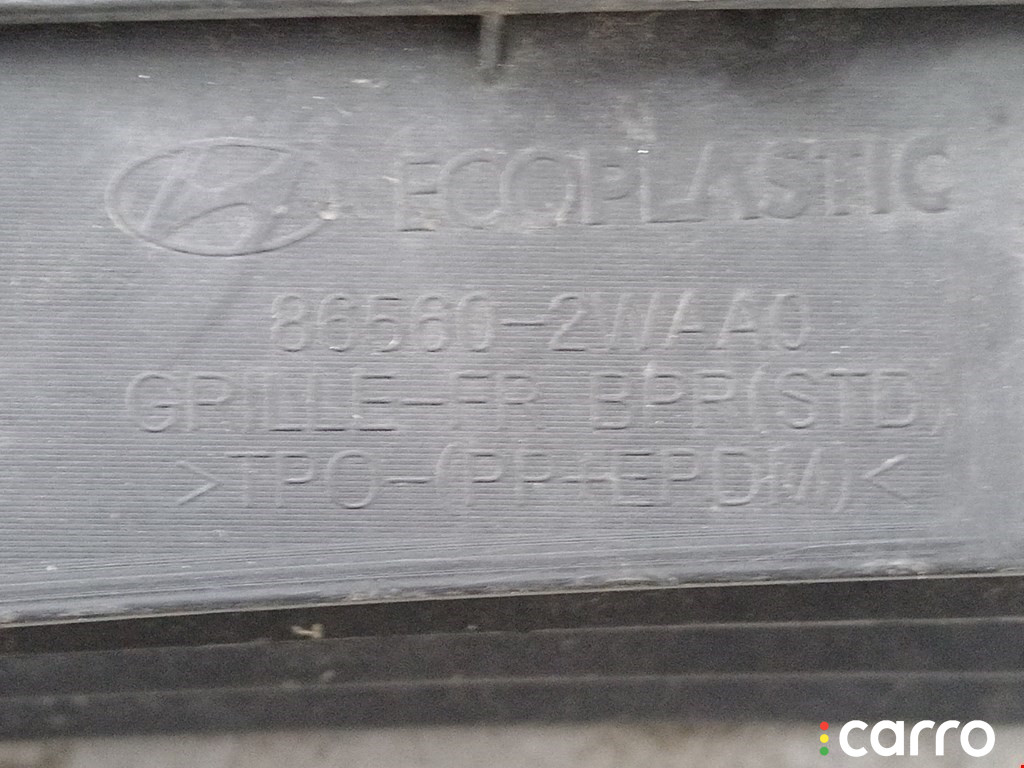 ECOPLASTIC
86560-2WAA0
GRILLE-FR BPR(STD)
>TPO-(PP+EPDM)<
carro